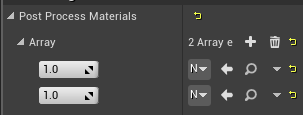 Post Process Materials
Array 2 Array e
1.0 N
1.0 N